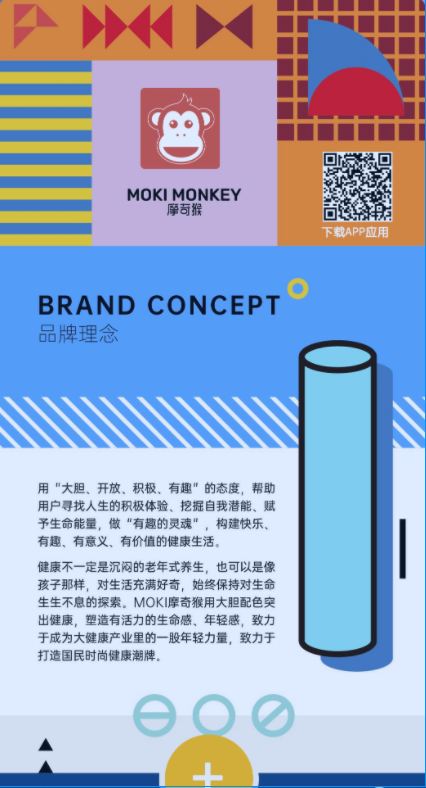 MOKI MONKEY
摩奇猴
下载APP应用
BRAND CONCEPT
品牌理念
用“大胆、开放、积极、有趣”的态度，帮助
用户寻找人生的积极体验、挖掘自我潜能、赋
予生命能量，做“有趣的灵魂”，构建快乐、
有趣、有意义、有价值的健康生活。
健康不一定是沉闷的老年式养生，也可以是像
孩子那样，对生活充满好奇，始终保持对生命
生生不息的探索。MOKI摩奇猴用大胆配色突
出健康，塑造有活力的生命感、年轻感，致力
于成为大健康产业里的一股年轻力量，致力于
打造国民时尚健康潮牌。